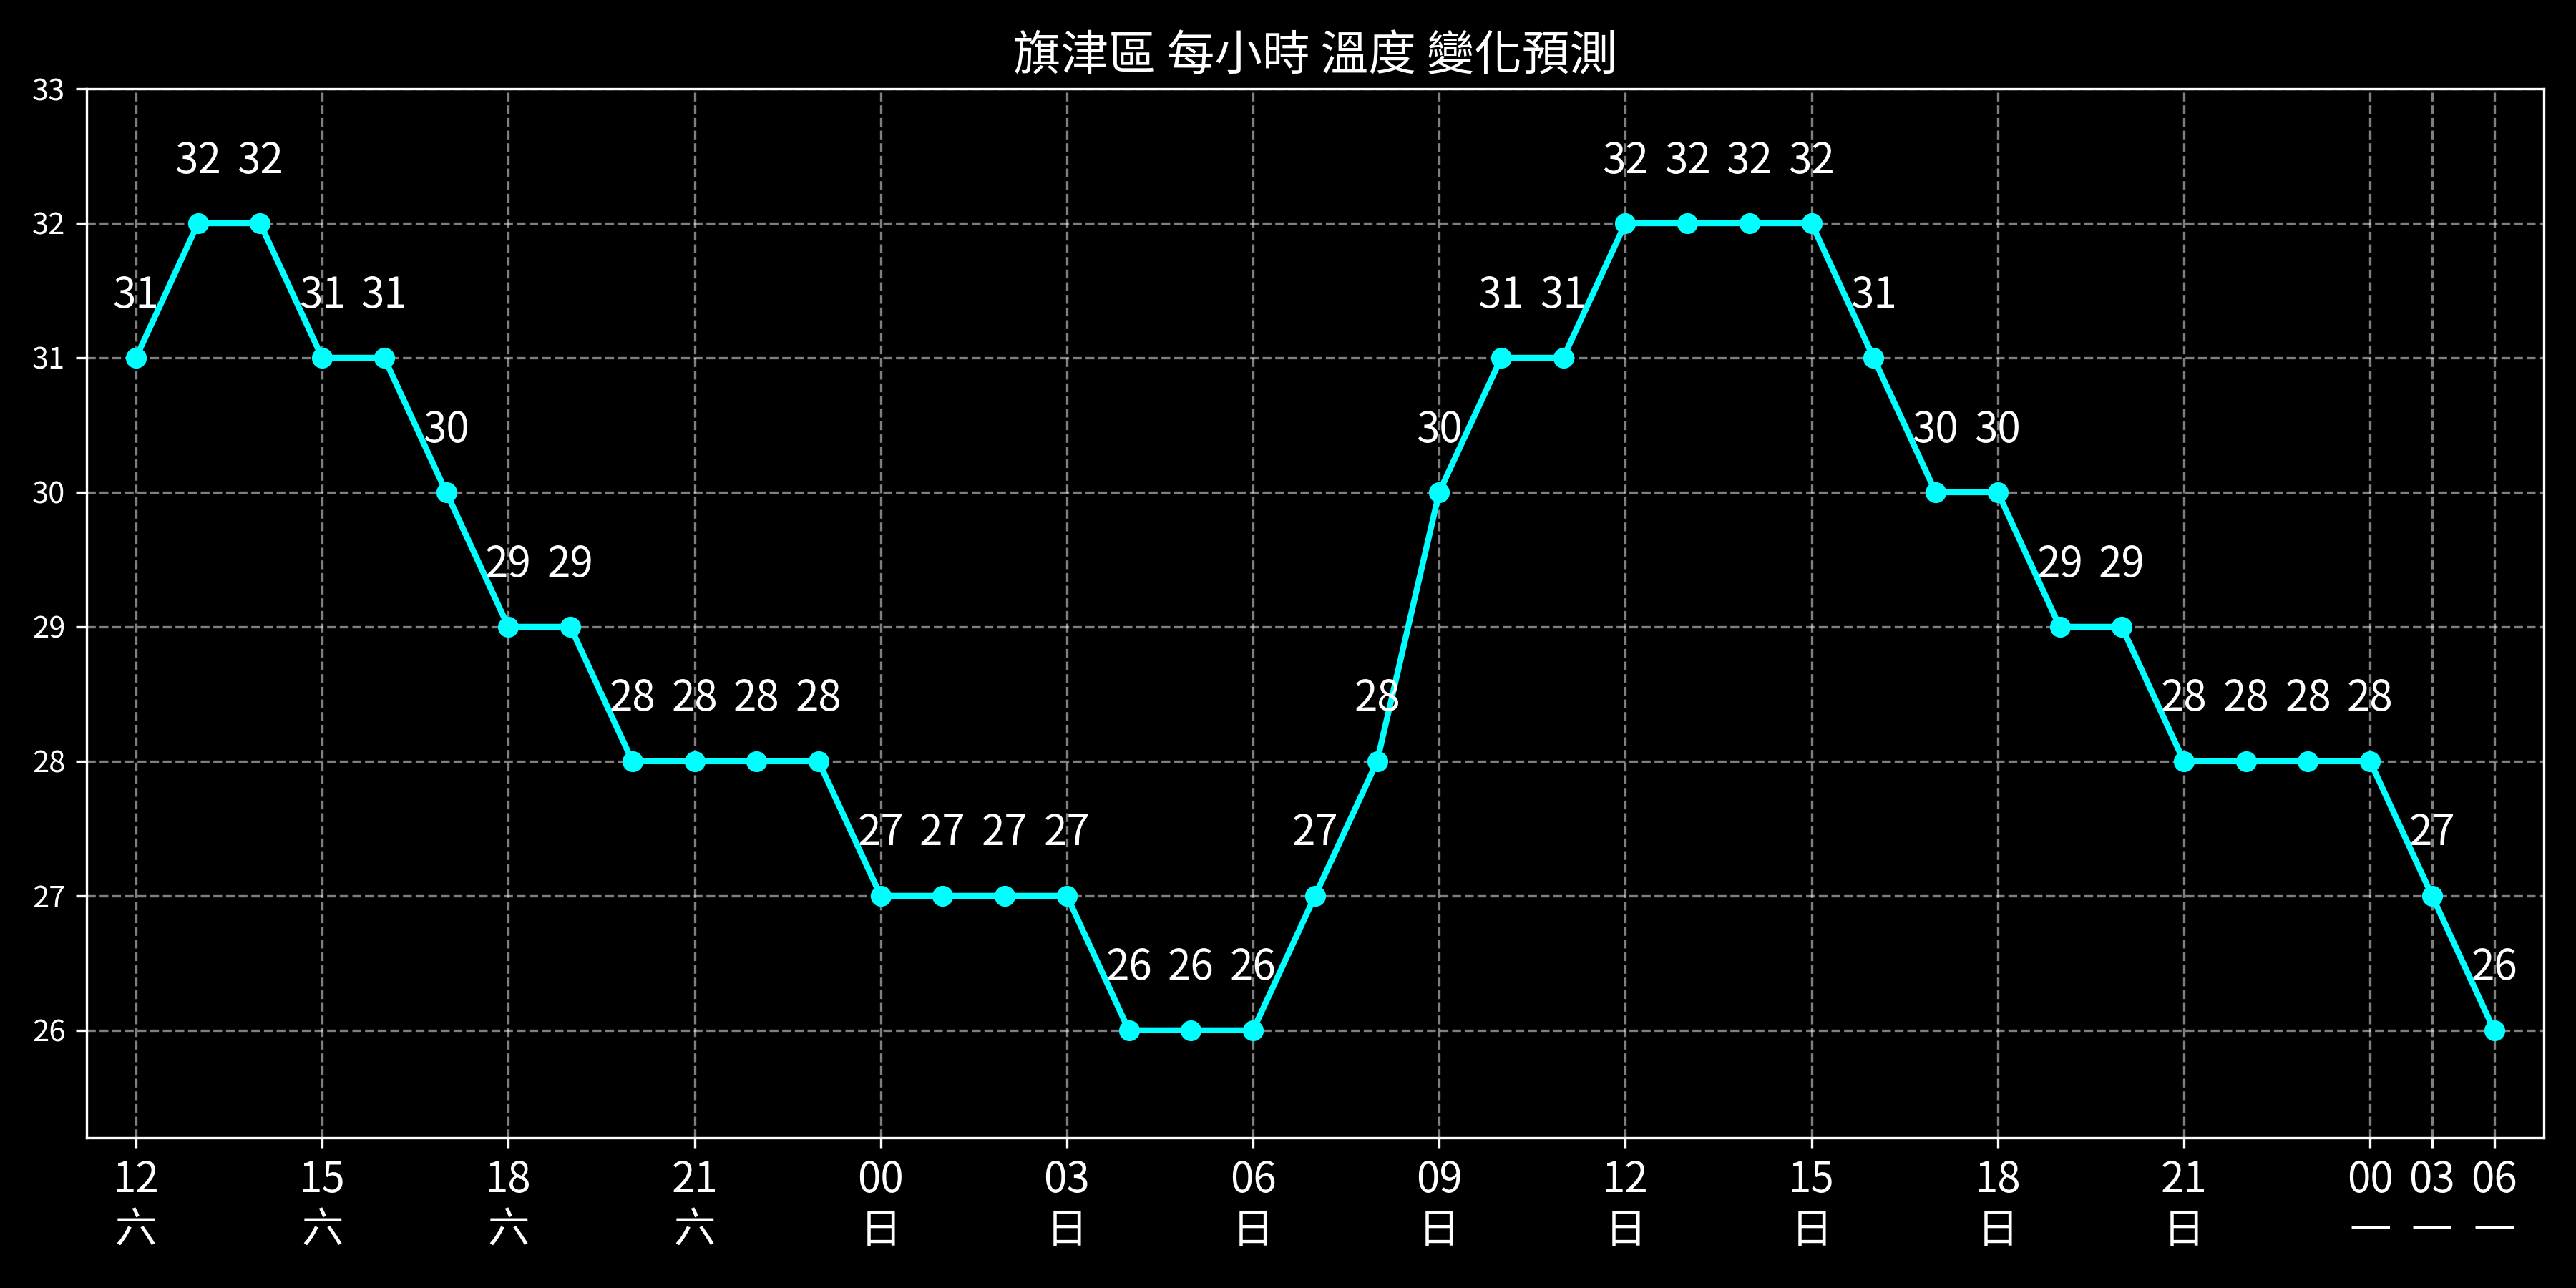 旗津區 每小時 溫度 變化預測
33
32 32 32 32 32 32
32
31 31 31 31 31 31
31
30 30 30 30
30
29 29 29 29
29
28 28 28 28 28 28 28 28 28
28
27 27 27 27 27 27
27
26 26 26 26
26
12 15 18 21 00 03 06 09 12 15 18 21 00 03 06
六 六 六 六 日 日 日 日 日 日 日 日 一 一 一